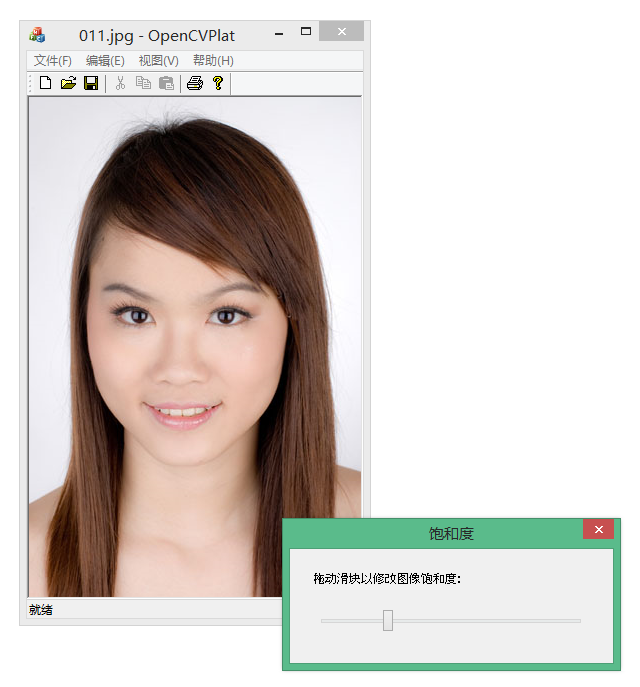 011.jpg - OpenCVPlat
文件(F) 编辑(E) 视图(V) 帮助(H)
就绪
饱和度
拖动滑块以修改图像饱和度: